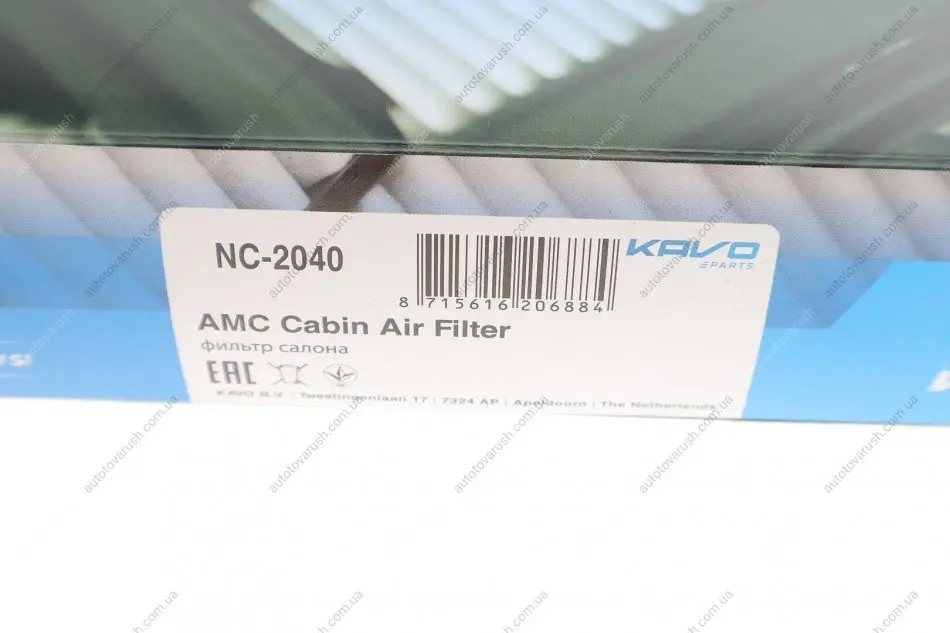 NC-2040
8 715616 206884
KAVO
PARTS
AMC Cabin Air Filter
фильтр салона
EAC
KAVO B.V. | Tweelingenlaan 17 | 7324 AP | Apeldoorn | The Netherlands
autotovarush.com.ua